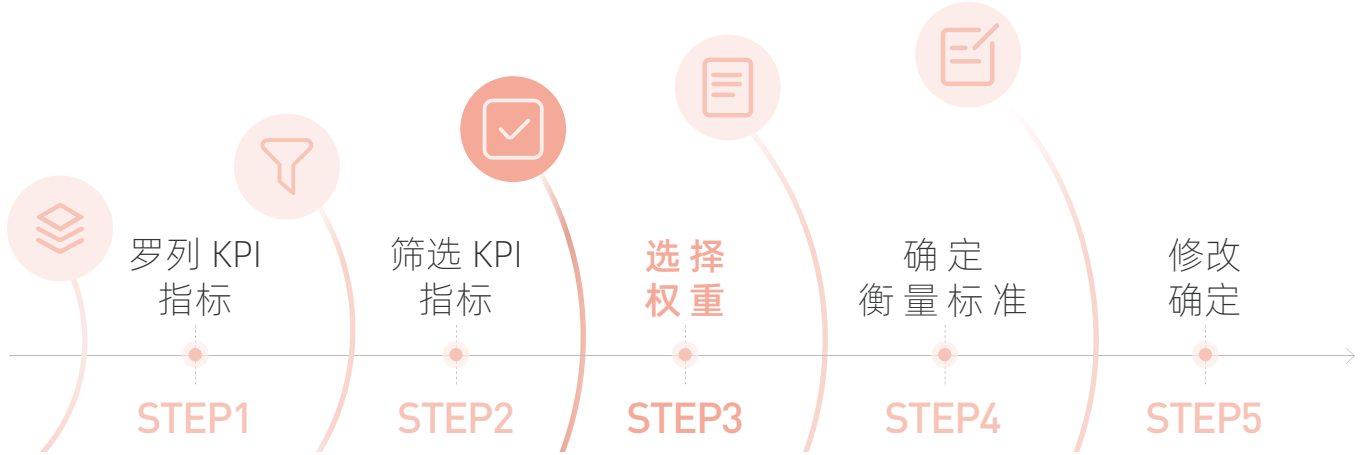 罗列 KPI
指标
STEP1
筛选 KPI
指标
STEP2
选择
权重
STEP3
确定
衡量标准
STEP4
修改
确定
STEP5